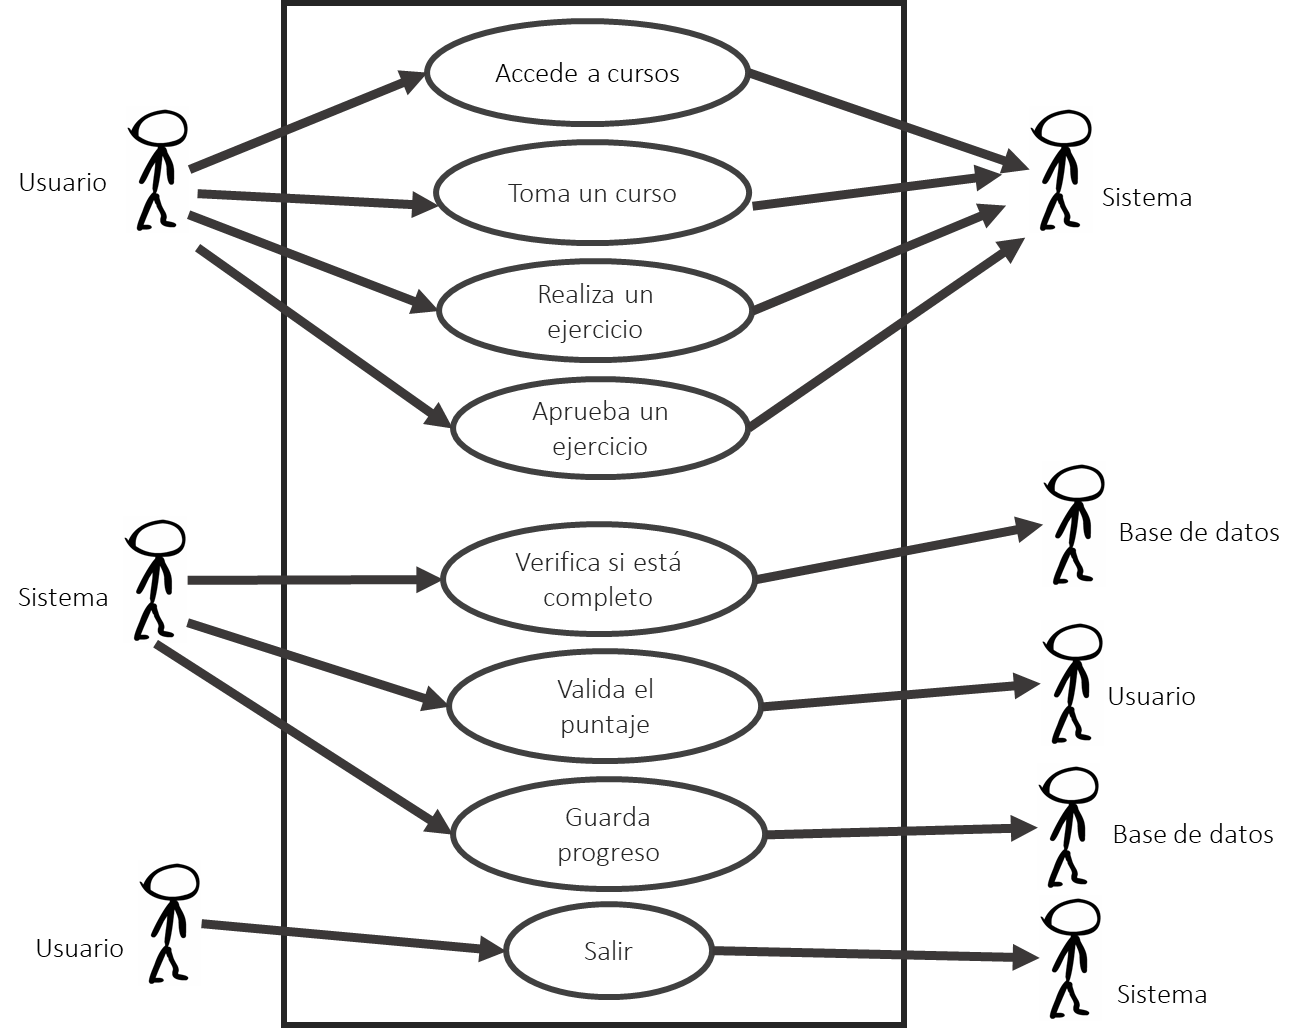 Accede a cursos
Usuario
Toma un curso
Sistema
Realiza un
ejercicio
Aprueba un
ejercicio
Sistema
Verifica si está
completo
Base de datos
Valida el
puntaje
Usuario
Guarda
progreso
Base de datos
Usuario
Salir
Sistema